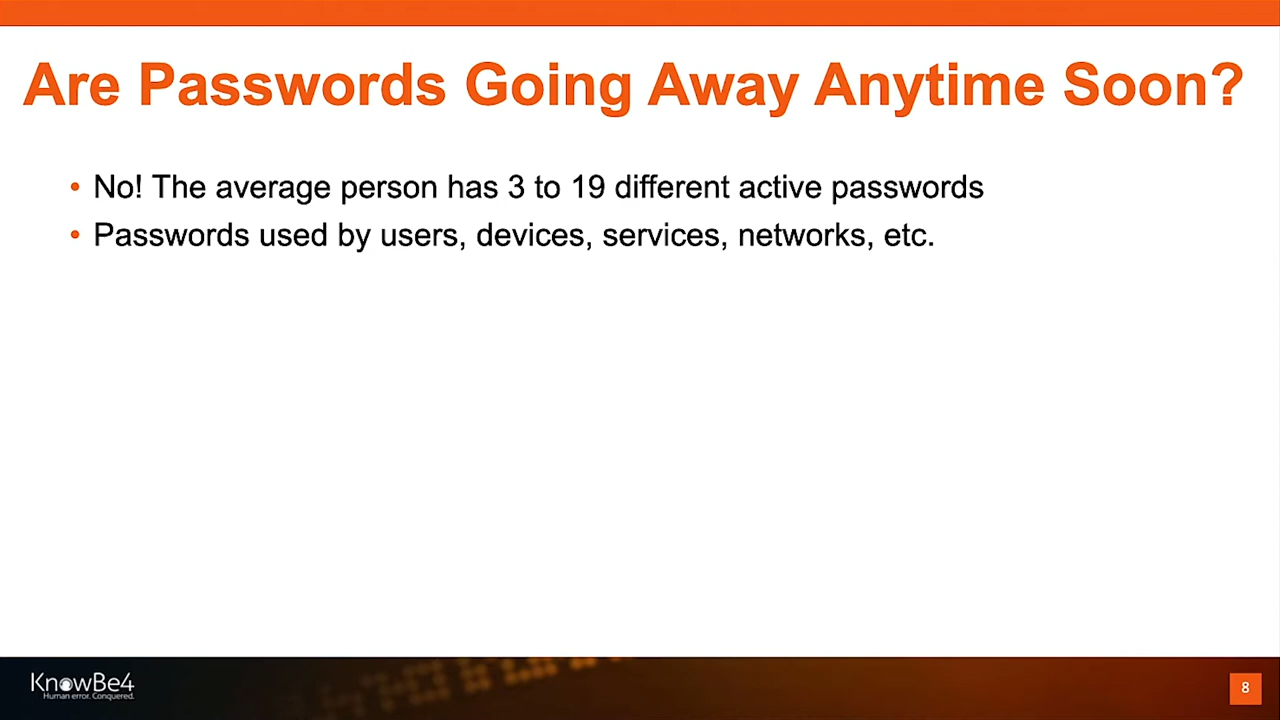 Are Passwords Going Away Anytime Soon?
• No! The average person has 3 to 19 different active passwords
• Passwords used by users, devices, services, networks, etc.
KnowBe4
Human error. Conquered.
8